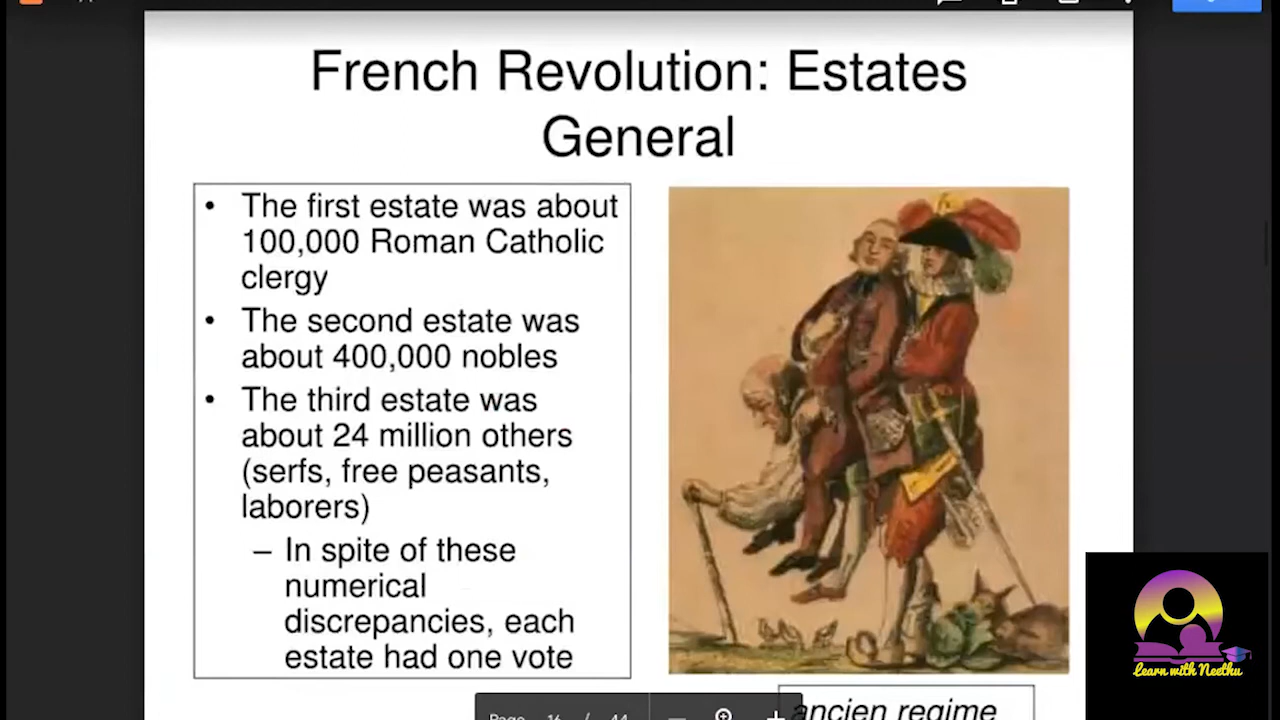 French Revolution: Estates
General
• The first estate was about
100,000 Roman Catholic
clergy
• The second estate was
about 400,000 nobles
• The third estate was
about 24 million others
(serfs, free peasants,
laborers)
– In spite of these
numerical
discrepancies, each
estate had one vote
ancien regime
Page 16 / 44
Learn with Neethu